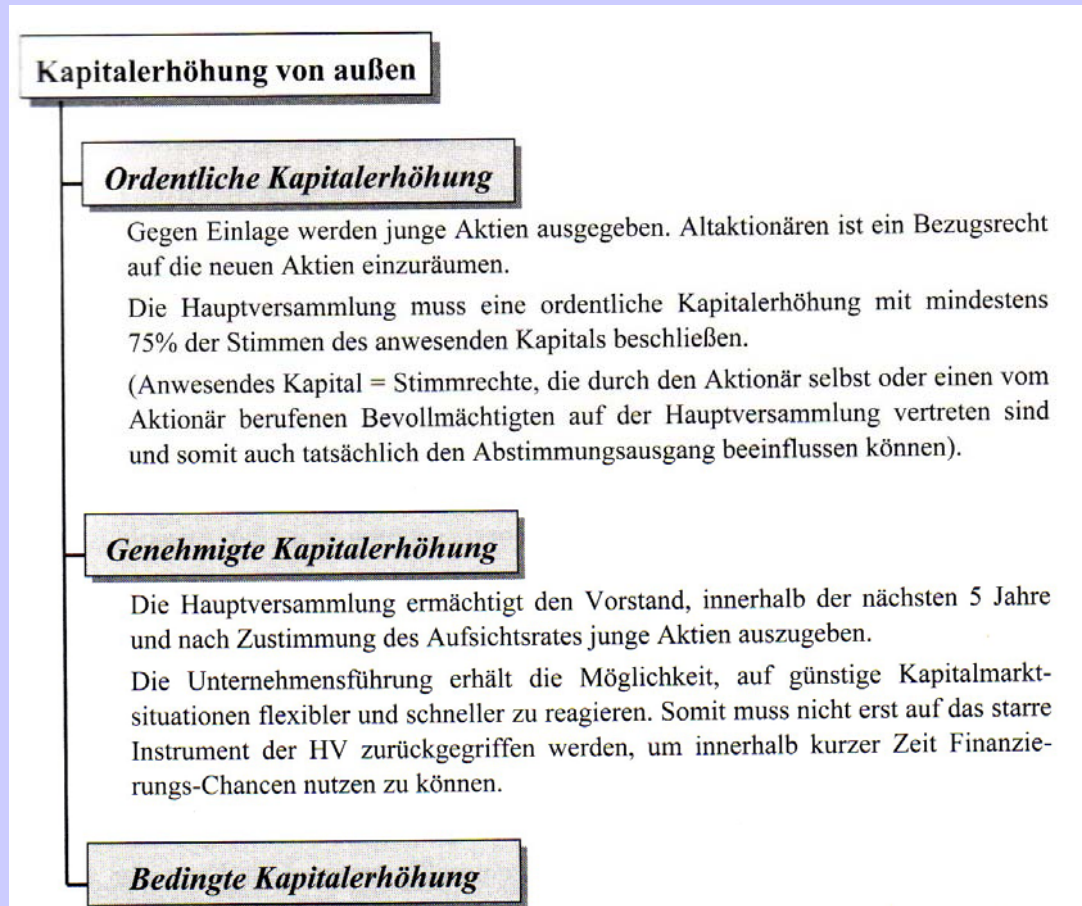 Kapitalerhöhung von außen
Ordentliche Kapitalerhöhung
Gegen Einlage werden junge Aktien ausgegeben. Altaktionären ist ein Bezugsrecht
auf die neuen Aktien einzuräumen.
Die Hauptversammlung muss eine ordentliche Kapitalerhöhung mit mindestens
75% der Stimmen des anwesenden Kapitals beschließen.
(Anwesendes Kapital = Stimmrechte, die durch den Aktionär selbst oder einen vom
Aktionär berufenen Bevollmächtigten auf der Hauptversammlung vertreten sind
und somit auch tatsächlich den Abstimmungsausgang beeinflussen können).
Genehmigte Kapitalerhöhung
Die Hauptversammlung ermächtigt den Vorstand, innerhalb der nächsten 5 Jahre
und nach Zustimmung des Aufsichtsrates junge Aktien auszugeben.
Die Unternehmensführung erhält die Möglichkeit, auf günstige Kapitalmarkt-
situationen flexibler und schneller zu reagieren. Somit muss nicht erst auf das starre
Instrument der HV zurückgegriffen werden, um innerhalb kurzer Zeit Finanzie-
rungs-Chancen nutzen zu können.
Bedingte Kapitalerhöhung